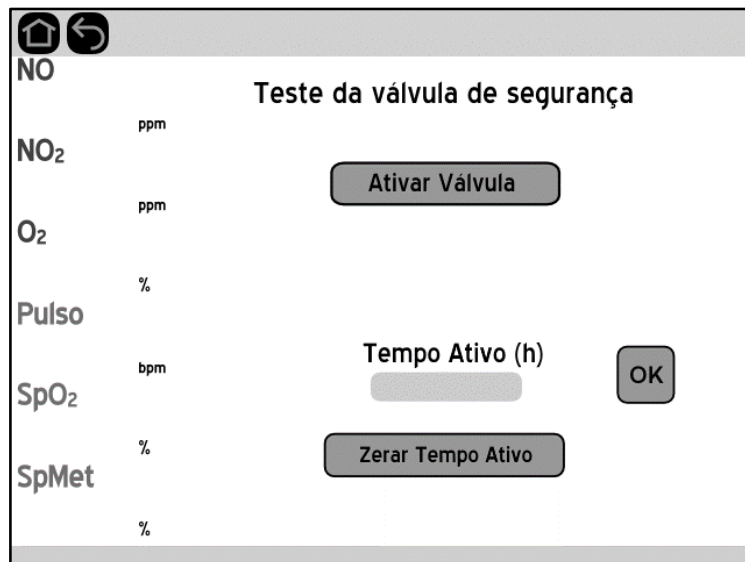 NO
ppm
NO₂
ppm
O₂
%
Pulso
bpm
SpO₂
%
SpMet
%
Teste da válvula de segurança
Ativar Válvula
Tempo Ativo (h)
OK
Zerar Tempo Ativo